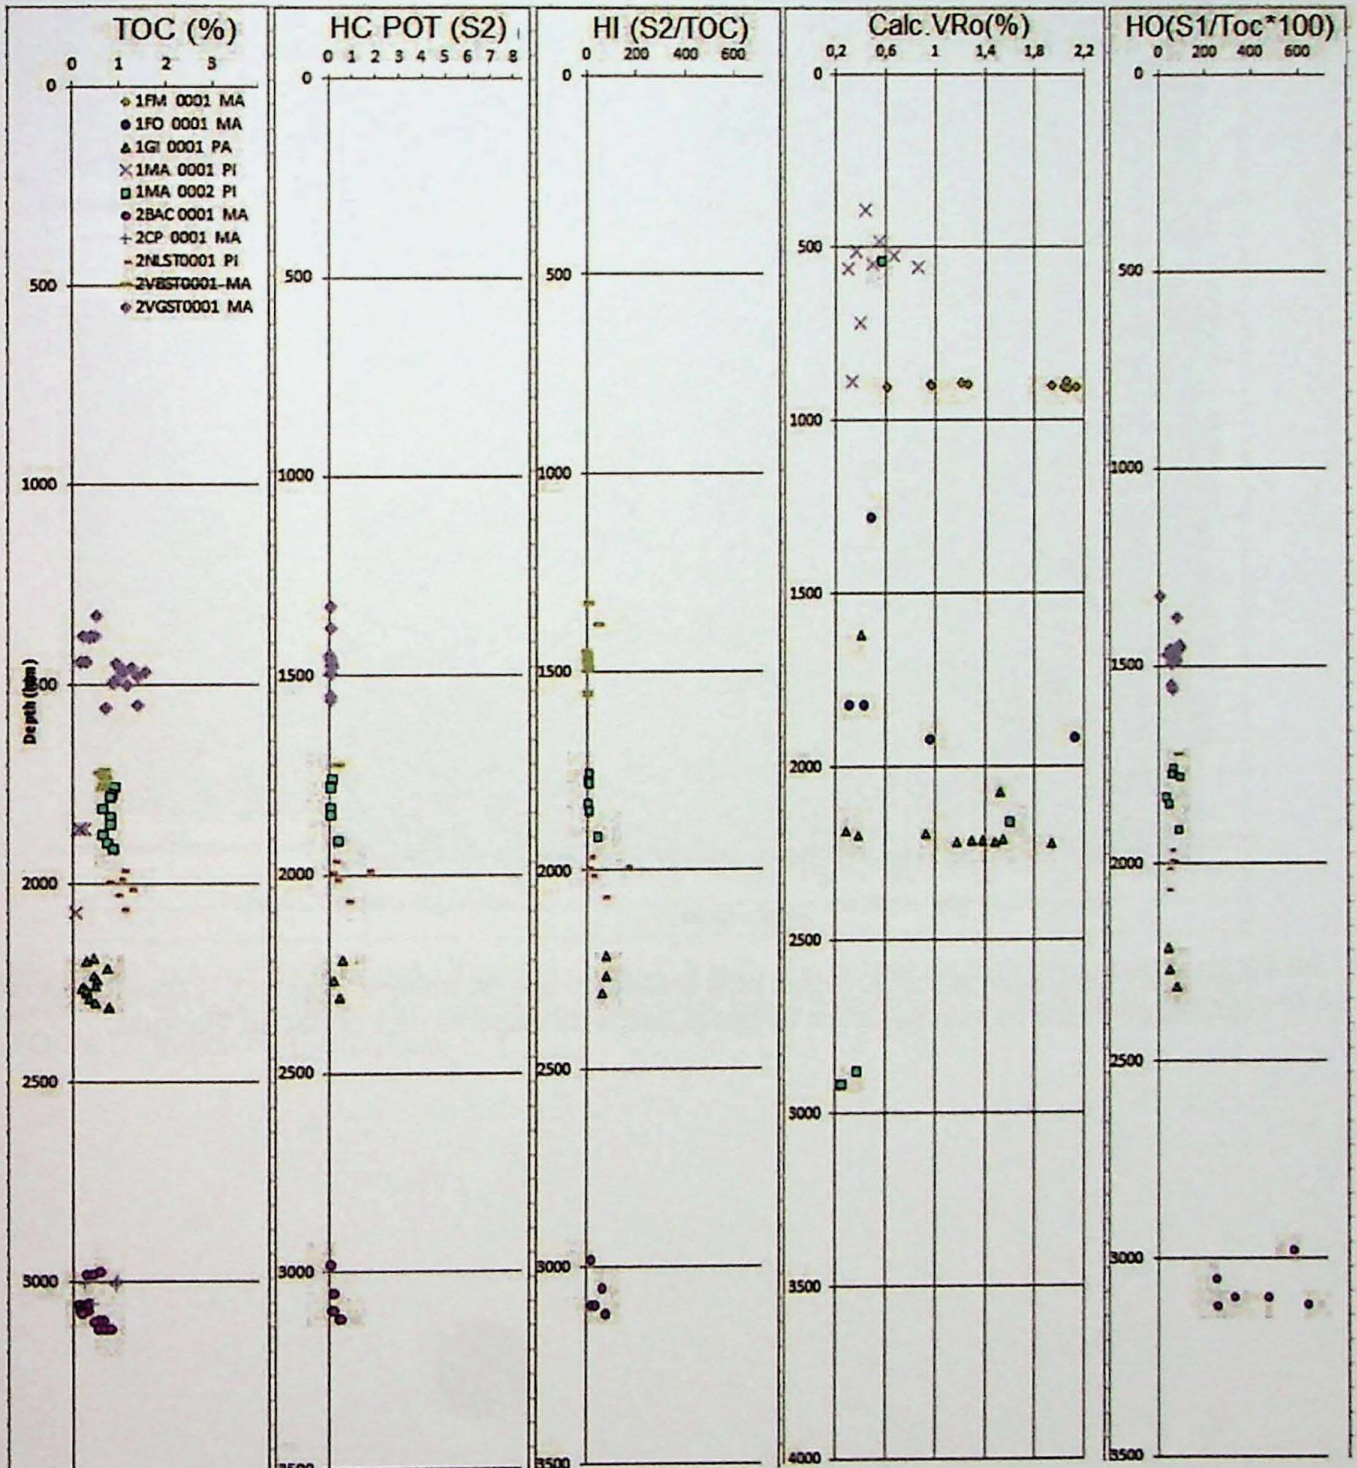 TOC (%)
0 1 2 3
0
1FM 0001 MA
1FO 0001 MA
1GI 0001 PA
1MA 0001 PI
1MA 0002 PI
2BAC 0001 MA
2CP 0001 MA
2NLST0001 PI
2VBST0001 MA
2VGST0001 MA
500
1000
Depth
2000
2500
3000
HC POT (S2)
0 1 2 3 4 5 6 7 8
0
500
1000
1500
2000
2500
3000
3500
HI (S2/TOC)
0 200 400 600
0
500
1000
1500
2000
2500
3000
3500
Calc.VRo(%)
0,2 0,6 1 1,4 1,8 2,2
0
500
1000
1500
2000
2500
3000
3500
4000
HO(S1/Toc*100)
0 200 400 600
0
500
1000
1500
2000
2500
3000
3500